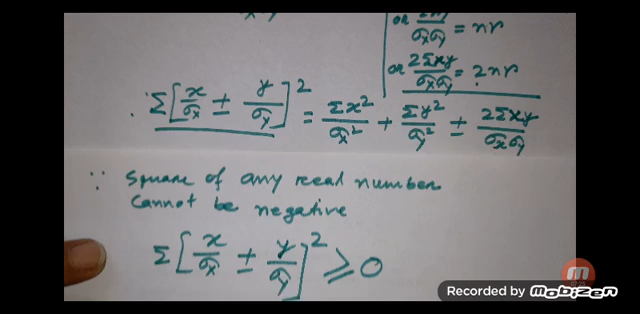 or 2Σxy/σxσy = nr
or 2Σxy/σxσy = 2nr
∴ Σ[x/σx ± y/σy]² = Σx²/σx² + Σy²/σy² ± 2Σxy/σxσy
∵ Square of any real number
Cannot be negative
Σ[x/σx ± y/σy]² ≥ 0
Recorded by Mobizen